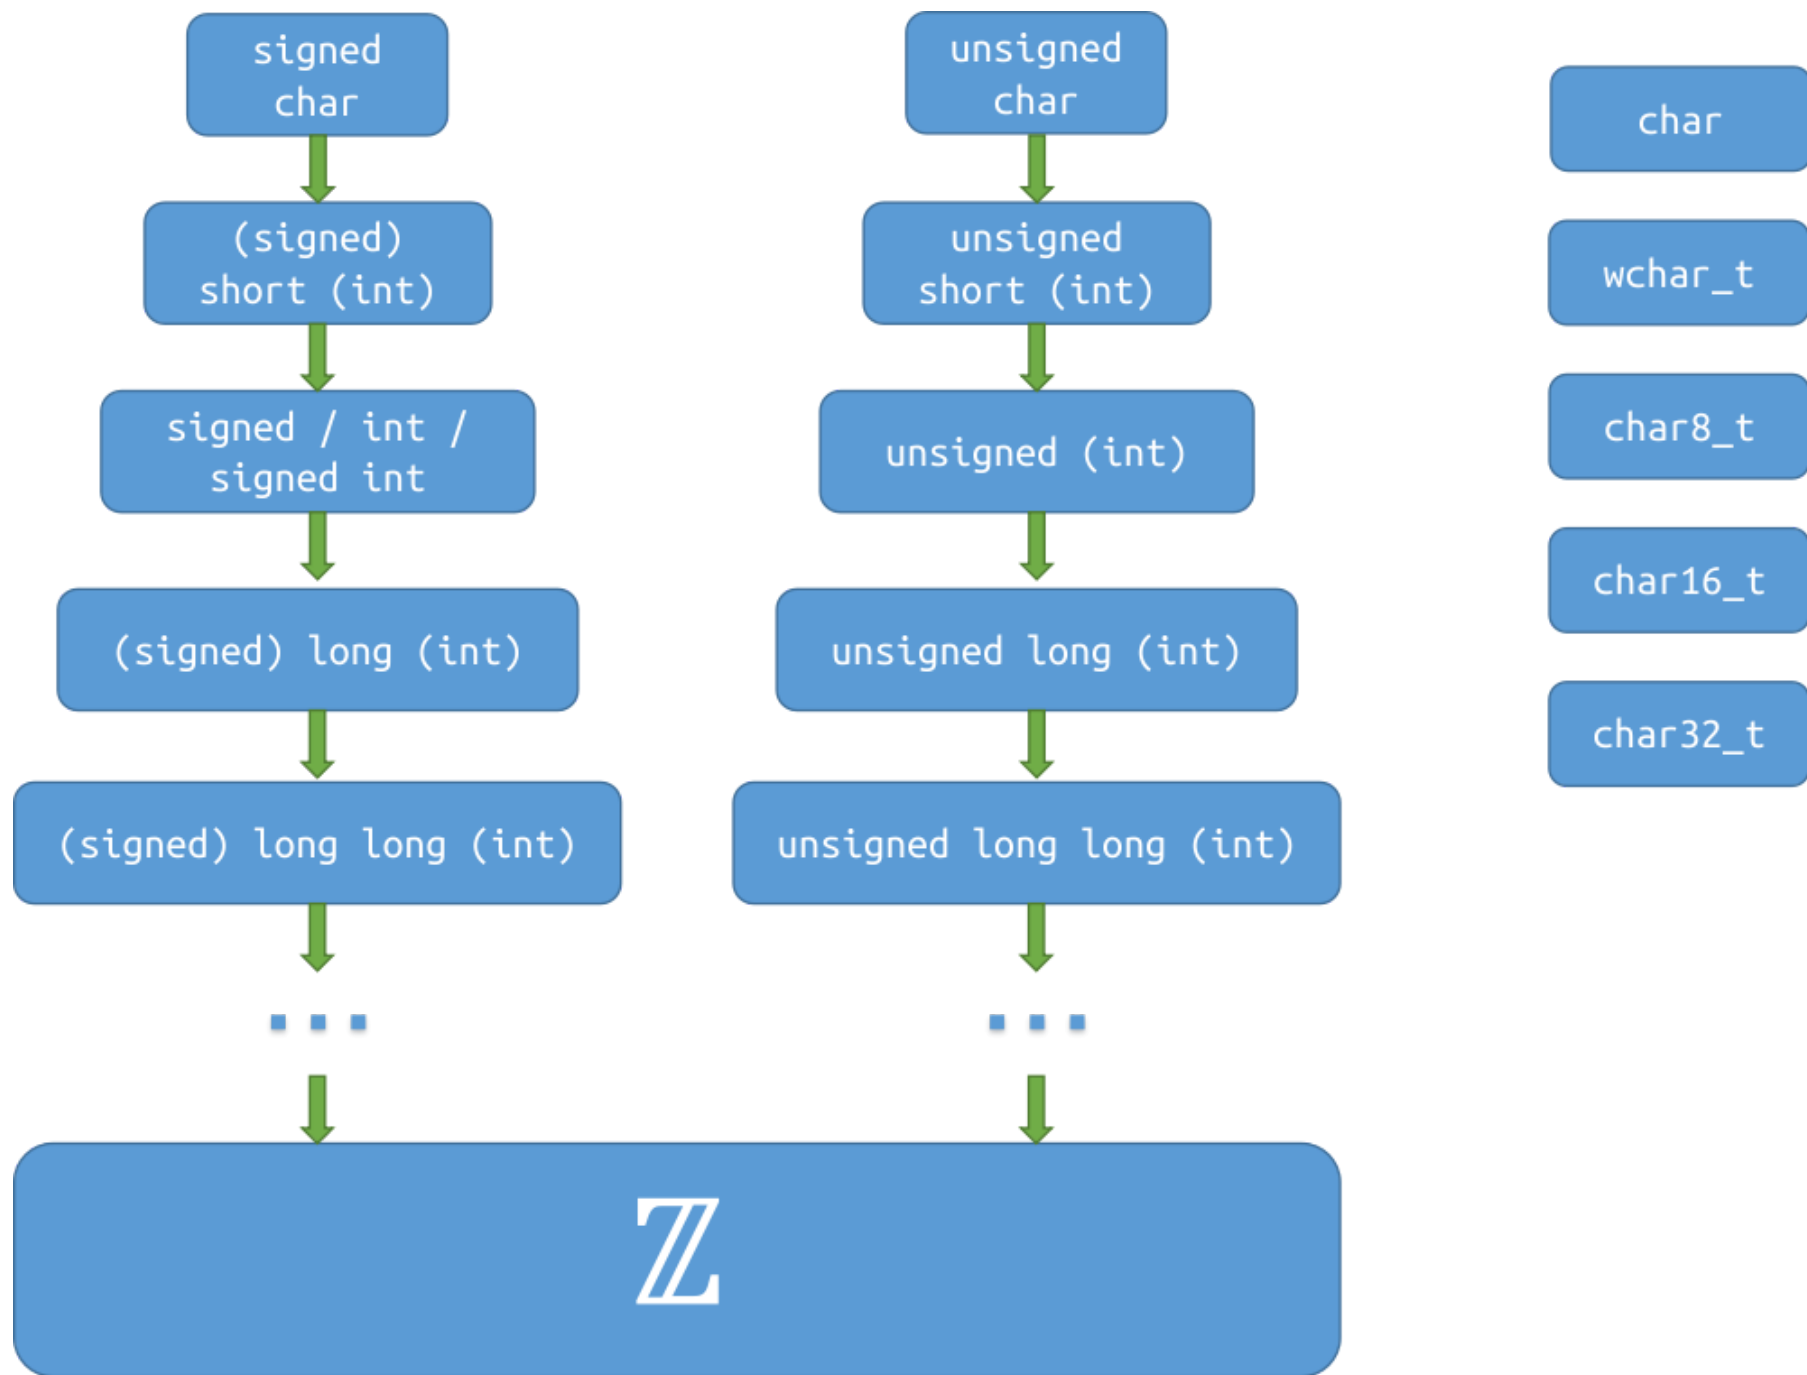 signed
char
(signed)
short (int)
signed / int /
signed int
(signed) long (int)
(signed) long long (int)
...
unsigned
char
unsigned
short (int)
unsigned (int)
unsigned long (int)
unsigned long long (int)
...
ℤ
char
wchar_t
char8_t
char16_t
char32_t